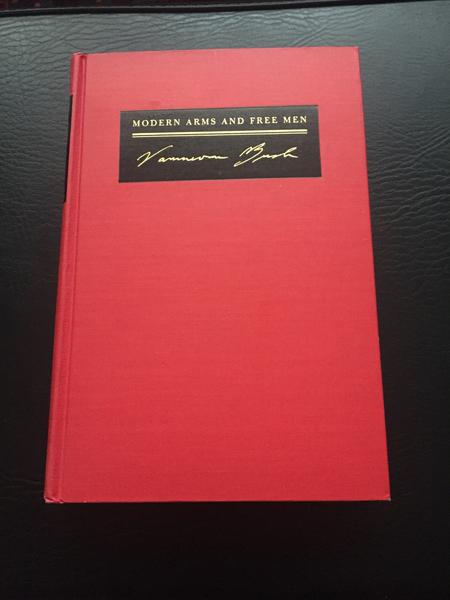 MODERN ARMS AND FREE MEN
Vannevar Bush